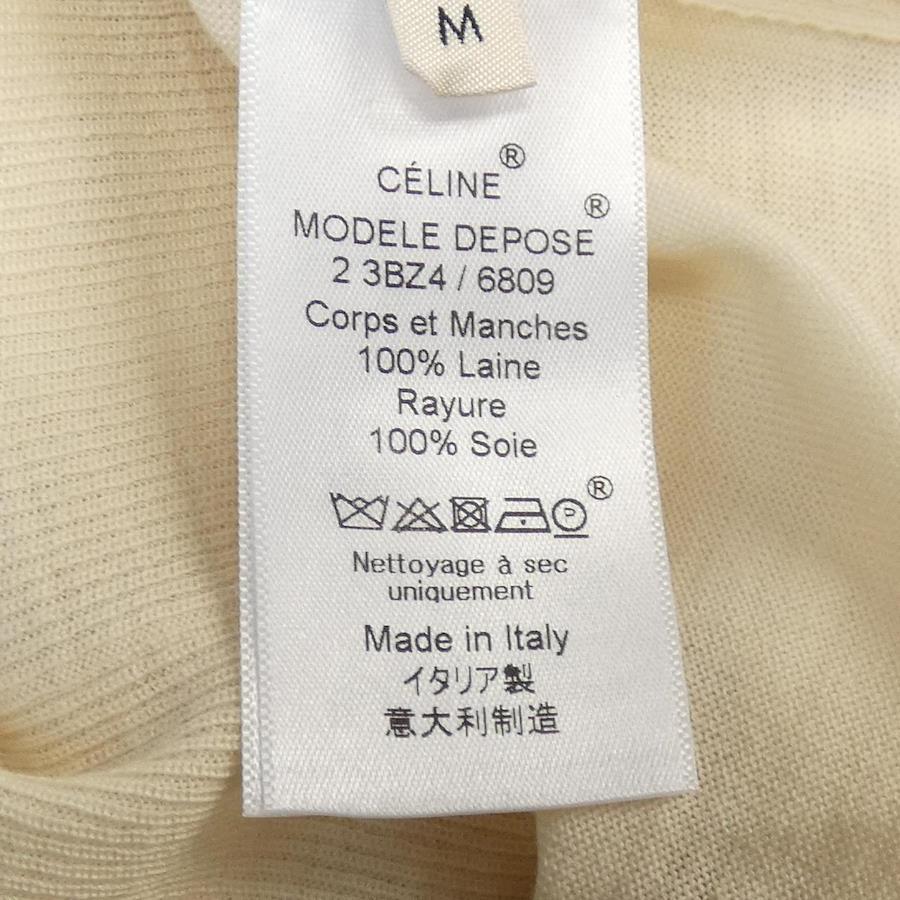 M
CÉLINE®
MODELE DEPOSE®
2 3BZ4 / 6809
Corps et Manches
100% Laine
Rayure
100% Soie
P ®
Nettoyage à sec
uniquement
Made in Italy
イタリア製
意大利制造